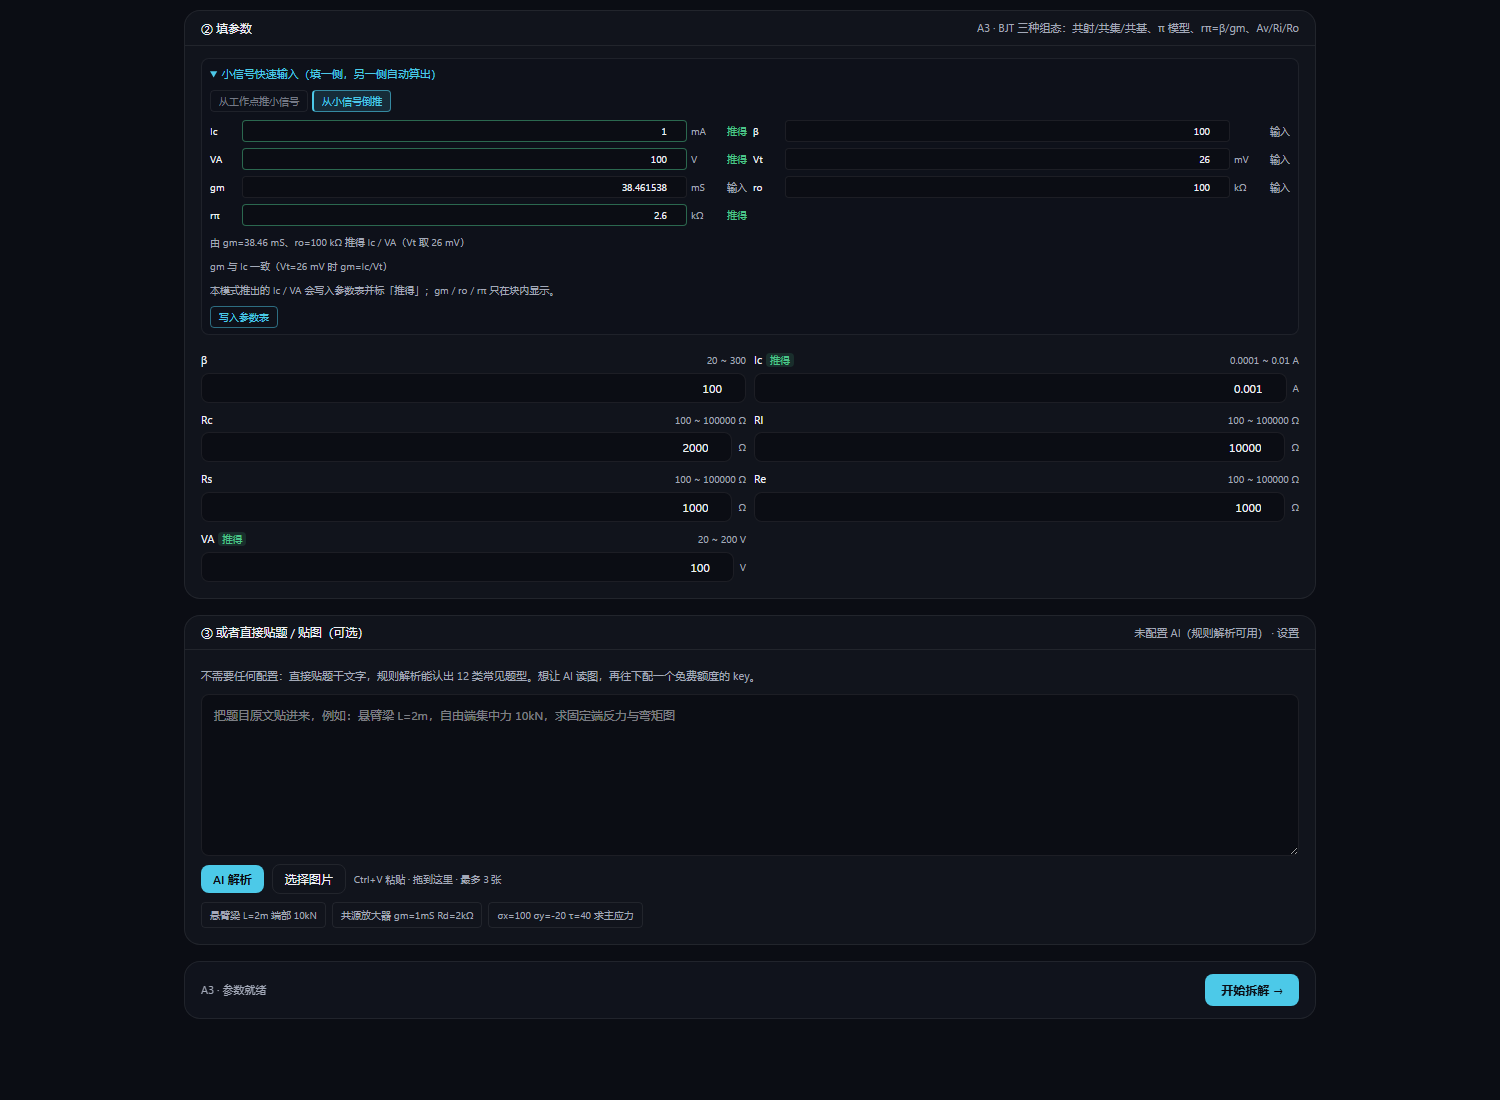 ② 填参数
A3 · BJT 三种组态：共射/共集/共基、π 模型、rπ=β/gm、Av/Ri/Ro
▼ 小信号快速输入（填一侧，另一侧自动算出）
从工作点推小信号 从小信号倒推
Ic 1 mA 推得 β 100 输入
VA 100 V 推得 Vt 26 mV 输入
gm 38.461538 mS 输入 ro 100 kΩ 输入
rπ 2.6 kΩ 推得
由 gm=38.46 mS、ro=100 kΩ 推得 Ic / VA（Vt 取 26 mV）
gm 与 Ic 一致（Vt=26 mV 时 gm=Ic/Vt）
本模式推出的 Ic / VA 会写入参数表并标「推得」；gm / ro / rπ 只在块内显示。
写入参数表
β 20 ~ 300 Ic 推得 0.0001 ~ 0.01 A
100 0.001 A
Rc 100 ~ 100000 Ω Rl 100 ~ 100000 Ω
2000 Ω 10000 Ω
Rs 100 ~ 100000 Ω Re 100 ~ 100000 Ω
1000 Ω 1000 Ω
VA 推得 20 ~ 200 V
100 V
③ 或者直接贴题 / 贴图（可选）
未配置 AI（规则解析可用） · 设置
不需要任何配置：直接贴题干文字，规则解析能认出 12 类常见题型。想让 AI 读图，再往下配一个免费额度的 key。
把题目原文贴进来，例如：悬臂梁 L=2m，自由端集中力 10kN，求固定端反力与弯矩图
AI 解析 选择图片 Ctrl+V 粘贴 · 拖到这里 · 最多 3 张
悬臂梁 L=2m 端部 10kN 共源放大器 gm=1mS Rd=2kΩ σx=100 σy=-20 τ=40 求主应力
A3 · 参数就绪
开始拆解 →